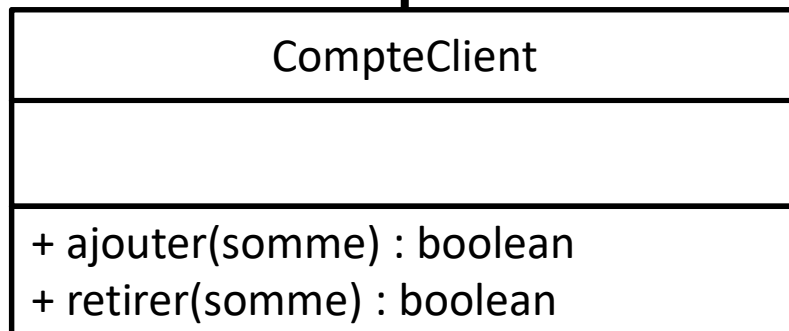 CompteClient
+ ajouter(somme) : boolean
+ retirer(somme) : boolean